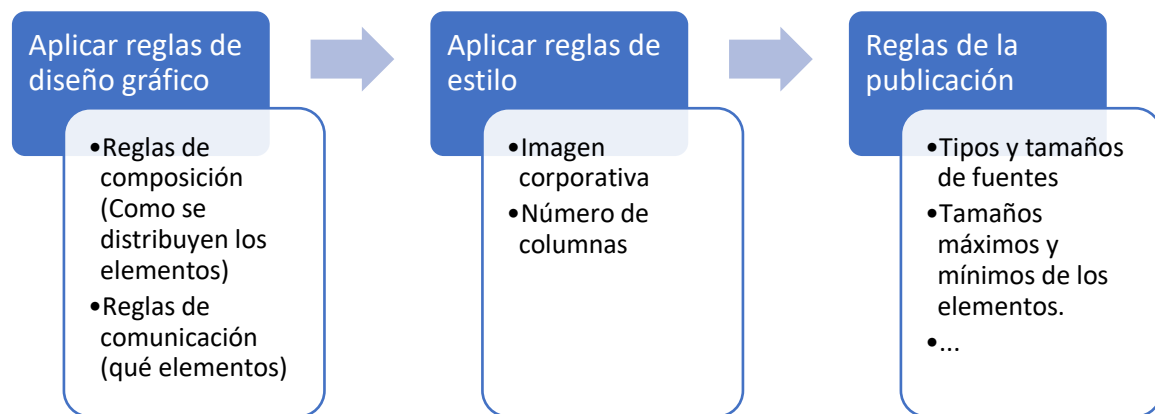 Aplicar reglas de
diseño gráfico
•Reglas de
composición
(Como se
distribuyen los
elementos)
•Reglas de
comunicación
(qué elementos)
Aplicar reglas de
estilo
•Imagen
corporativa
•Número de
columnas
Reglas de la
publicación
•Tipos y tamaños
de fuentes
•Tamaños
máximos y
mínimos de los
elementos.
•...